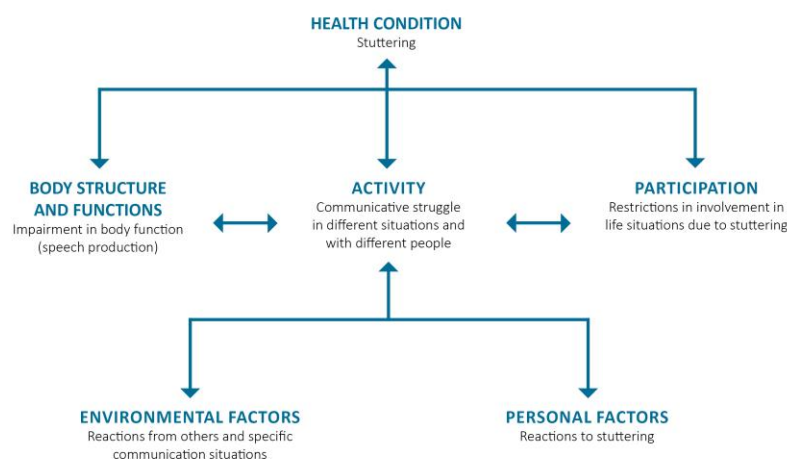 HEALTH CONDITION
Stuttering
BODY STRUCTURE
AND FUNCTIONS
Impairment in body function
(speech production)
ACTIVITY
Communicative struggle
in different situations and
with different people
PARTICIPATION
Restrictions in involvement in
life situations due to stuttering
ENVIRONMENTAL FACTORS
Reactions from others and specific
communication situations
PERSONAL FACTORS
Reactions to stuttering